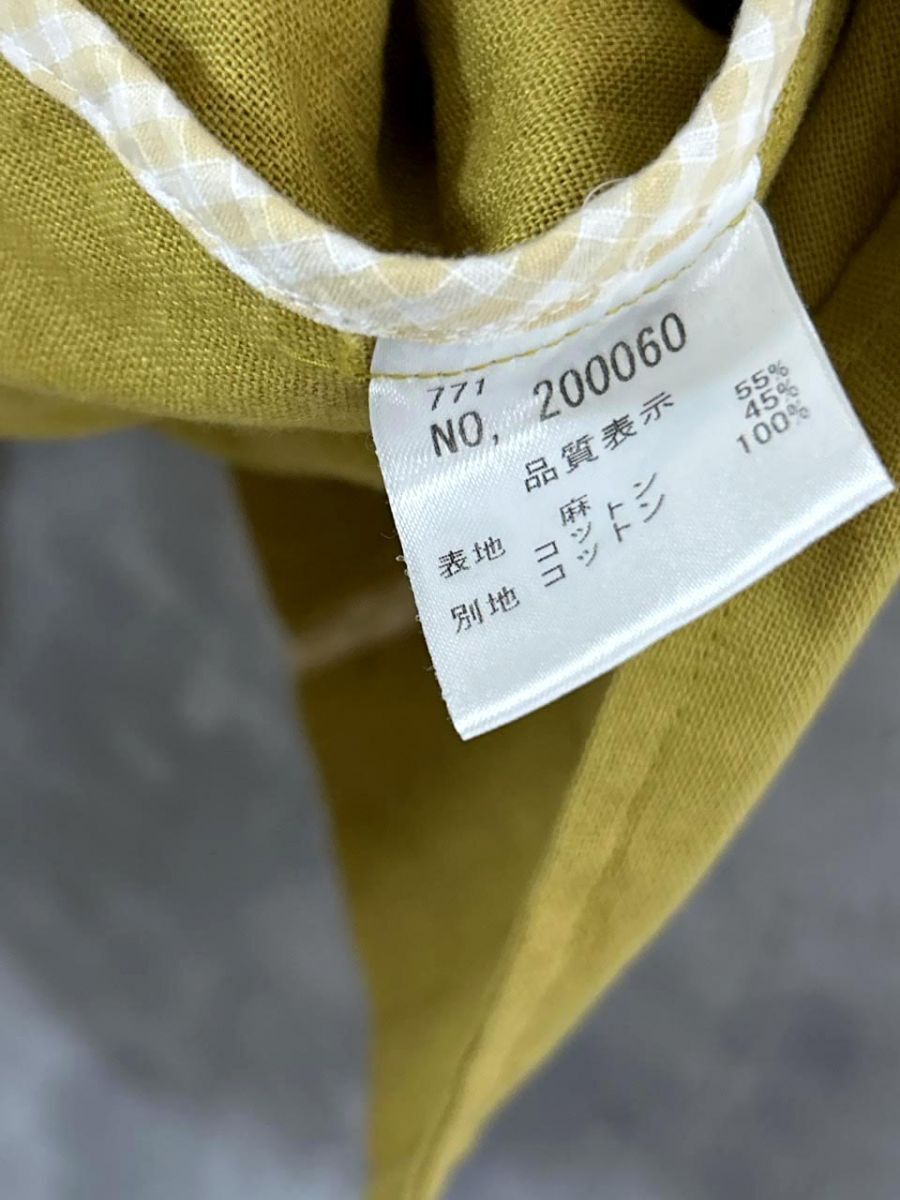 771
NO. 200060
品質表示
表地 麻 55%
コットン 45%
別地 コットン 100%